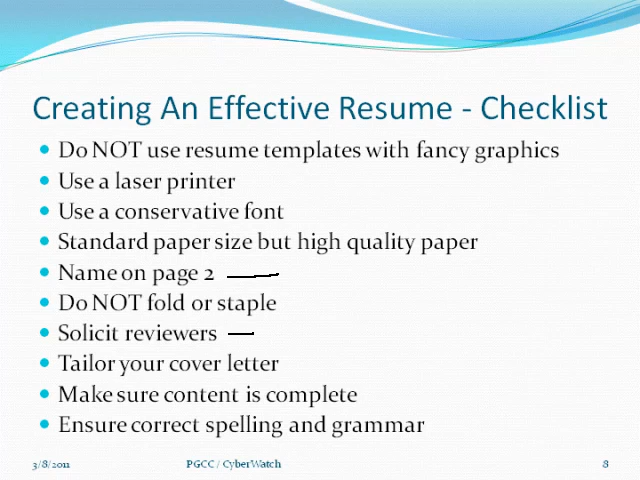 Creating An Effective Resume - Checklist
Do NOT use resume templates with fancy graphics
Use a laser printer
Use a conservative font
Standard paper size but high quality paper
Name on page 2
Do NOT fold or staple
Solicit reviewers
Tailor your cover letter
Make sure content is complete
Ensure correct spelling and grammar
3/8/2011 PGCC / CyberWatch 8